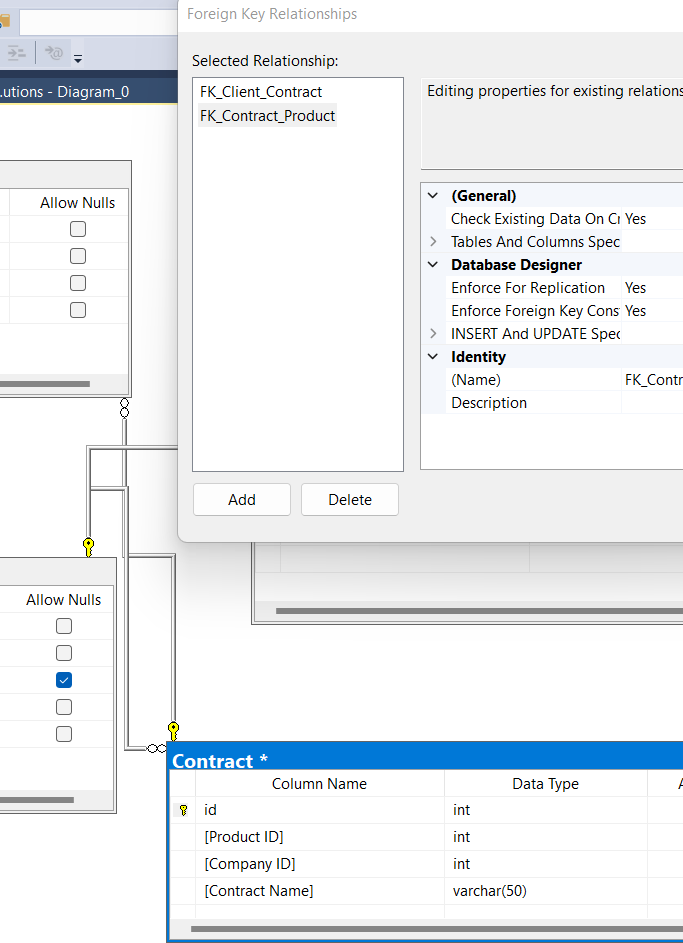 Foreign Key Relationships
Selected Relationship:
FK_Client_Contract
FK_Contract_Product
Editing properties for existing relations
(General)
Check Existing Data On Cr Yes
Tables And Columns Spec
Database Designer
Enforce For Replication Yes
Enforce Foreign Key Cons Yes
INSERT And UPDATE Spec
Identity
(Name) FK_Contr
Description
Add Delete
.utions - Diagram_0
Allow Nulls
Allow Nulls
Contract *
Column Name Data Type A
id int
[Product ID] int
[Company ID] int
[Contract Name] varchar(50)